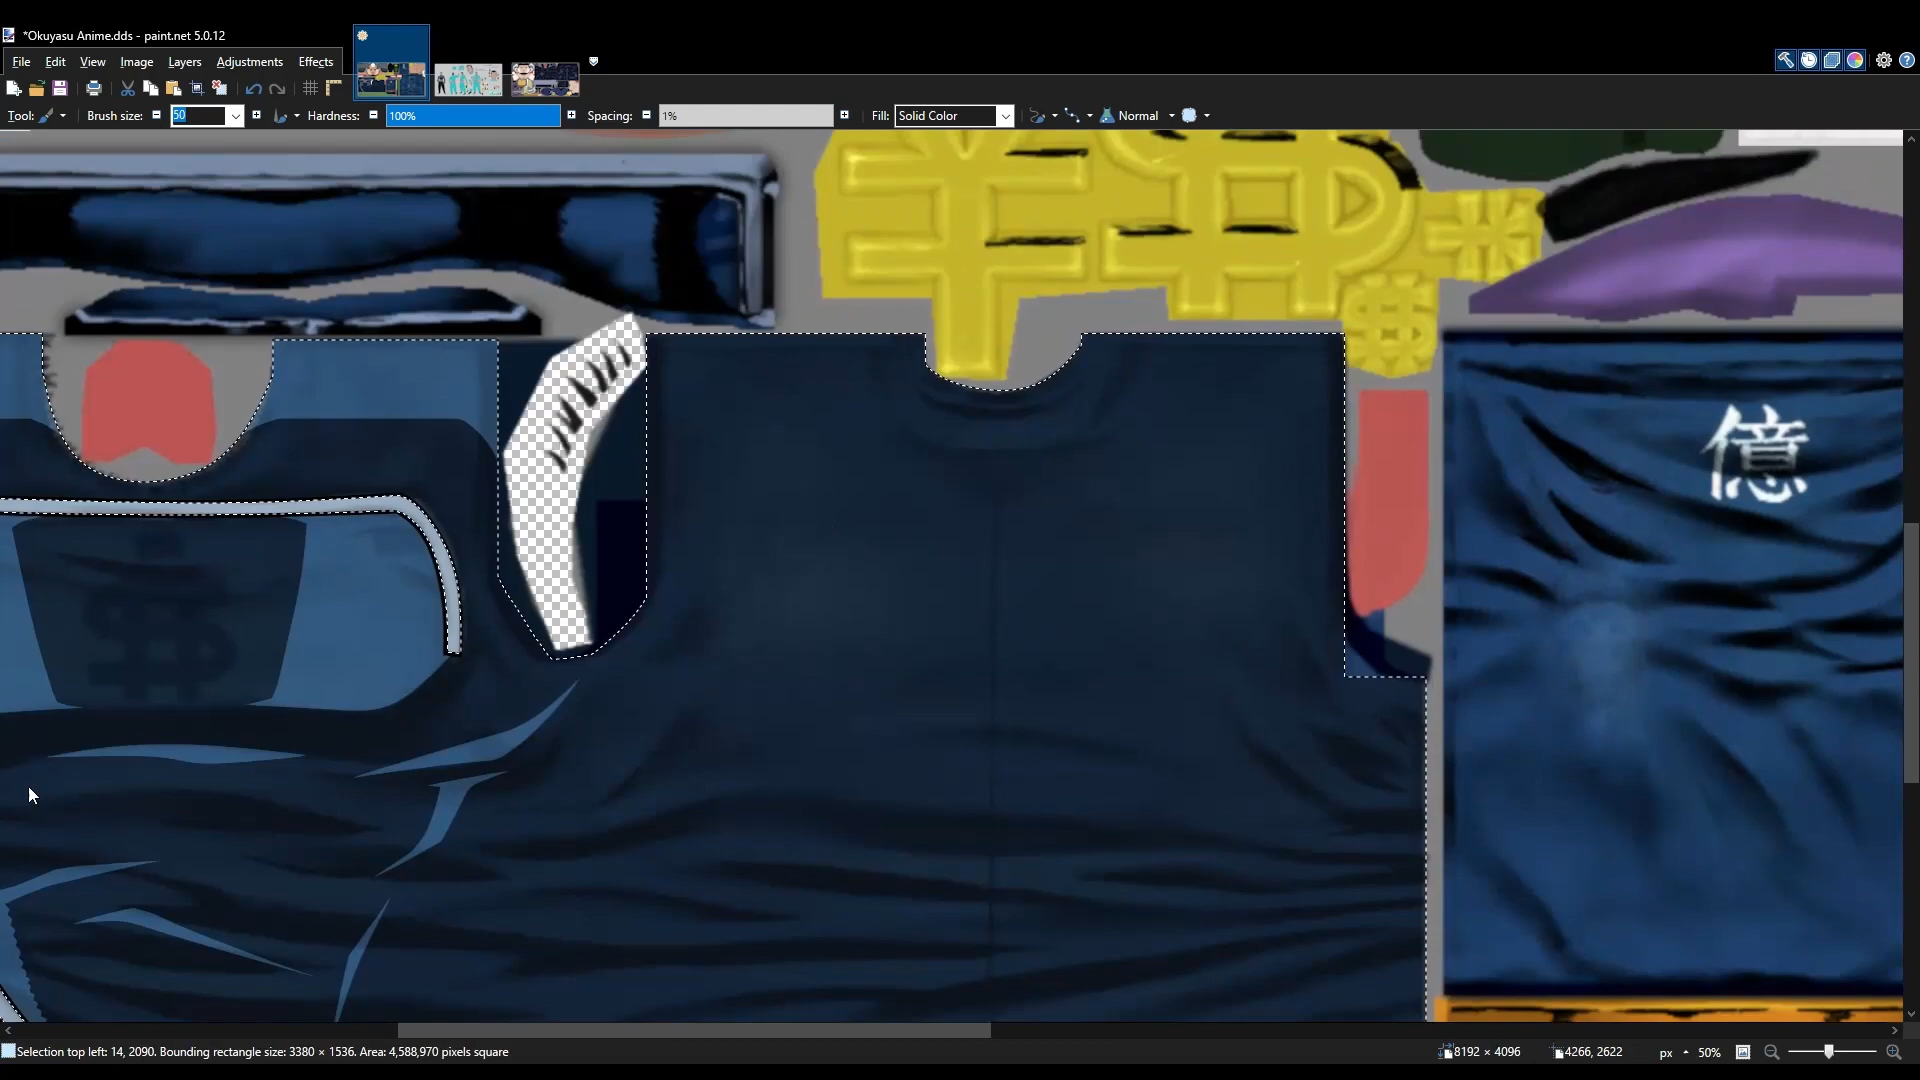 *Okuyasu Anime.dds - paint.net 5.0.12
File Edit View Image Layers Adjustments Effects
Tool: Brush size: 50 Hardness: 100% Spacing: 1% Fill: Solid Color Normal
億
Selection top left: 14, 2090. Bounding rectangle size: 3380 × 1536. Area: 4,588,970 pixels square
8192 × 4096 4266, 2622 px 50%